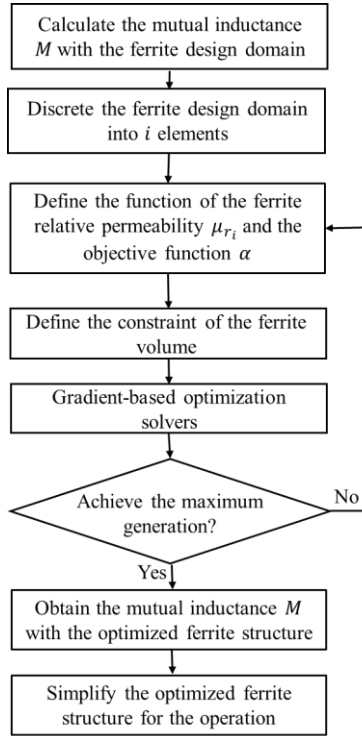 Calculate the mutual inductance
M with the ferrite design domain
Discrete the ferrite design domain
into i elements
Define the function of the ferrite
relative permeability μ_{r_i} and the
objective function α
Define the constraint of the ferrite
volume
Gradient-based optimization
solvers
Achieve the maximum
generation?
No
Yes
Obtain the mutual inductance M
with the optimized ferrite structure
Simplify the optimized ferrite
structure for the operation